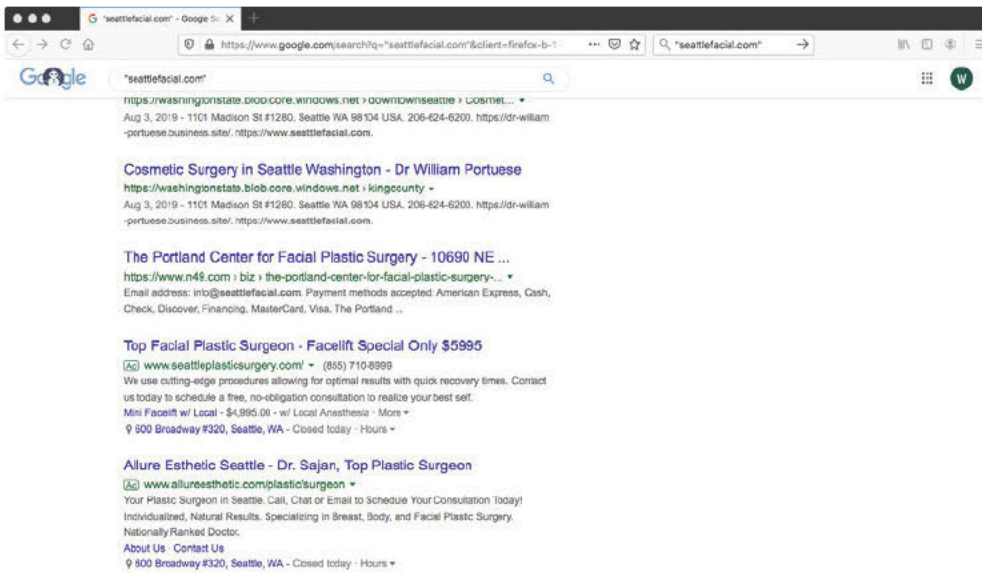 "seattlefacial.com" - Google Se
https://www.google.com/search?q="seattlefacial.com"&client=firefox-b-1-
"seattlefacial.com"
Google
"seattlefacial.com"
W
https://washingtonstate.blob.core.windows.net › downtownseattle › Cosmet...
Aug 3, 2019 - 1101 Madison St #1280. Seattle WA 98104 USA. 206-624-6200. https://dr-william
-portuese.business.site/. https://www.seattlefacial.com.
Cosmetic Surgery in Seattle Washington - Dr William Portuese
https://washingtonstate.blob.core.windows.net › kingcounty
Aug 3, 2019 - 1101 Madison St #1280. Seattle WA 98104 USA. 206-624-6200. https://dr-william
-portuese.business.site/. https://www.seattlefacial.com.
The Portland Center for Facial Plastic Surgery - 10690 NE ...
https://www.n49.com › biz › the-portland-center-for-facial-plastic-surgery-...
Email address: info@seattlefacial.com. Payment methods accepted: American Express, Cash,
Check, Discover, Financing, MasterCard, Visa. The Portland ...
Top Facial Plastic Surgeon - Facelift Special Only $5995
Ad www.seattleplasticsurgery.com/ (855) 710-8999
We use cutting-edge procedures allowing for optimal results with quick recovery times. Contact
us today to schedule a free, no-obligation consultation to realize your best self.
Mini Facelift w/ Local - $4,995.00 - w/ Local Anesthesia · More
600 Broadway #320, Seattle, WA - Closed today · Hours
Allure Esthetic Seattle - Dr. Sajan, Top Plastic Surgeon
Ad www.allureesthetic.com/plastic/surgeon
Your Plastic Surgeon in Seattle. Call, Chat or Email to Schedule Your Consultation Today!
Individualized, Natural Results. Specializing in Breast, Body, and Facial Plastic Surgery.
Nationally Ranked Doctor.
About Us · Contact Us
600 Broadway #320, Seattle, WA - Closed today · Hours